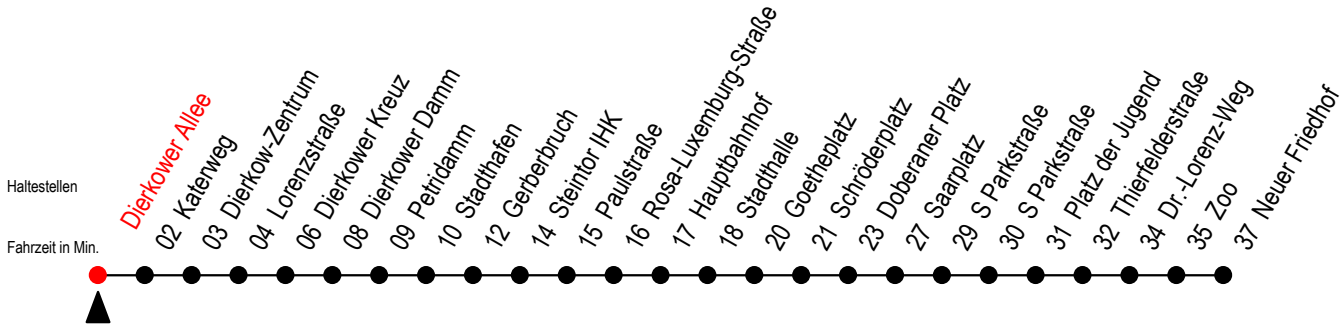 Haltestellen
Fahrzeit in Min.
Dierkower Allee
02 Katerweg
03 Dierkow-Zentrum
04 Lorenzstraße
06 Dierkower Kreuz
08 Dierkower Damm
09 Petridamm
10 Stadthafen
12 Gerberbruch
14 Steintor IHK
15 Paulstraße
16 Rosa-Luxemburg-Straße
17 Hauptbahnhof
18 Stadthalle
20 Goetheplatz
21 Schröderplatz
23 Doberaner Platz
27 Saarplatz
29 S Parkstraße
30 S Parkstraße
31 Platz der Jugend
32 Thierfelderstraße
34 Dr.-Lorenz-Weg
35 Zoo
37 Neuer Friedhof